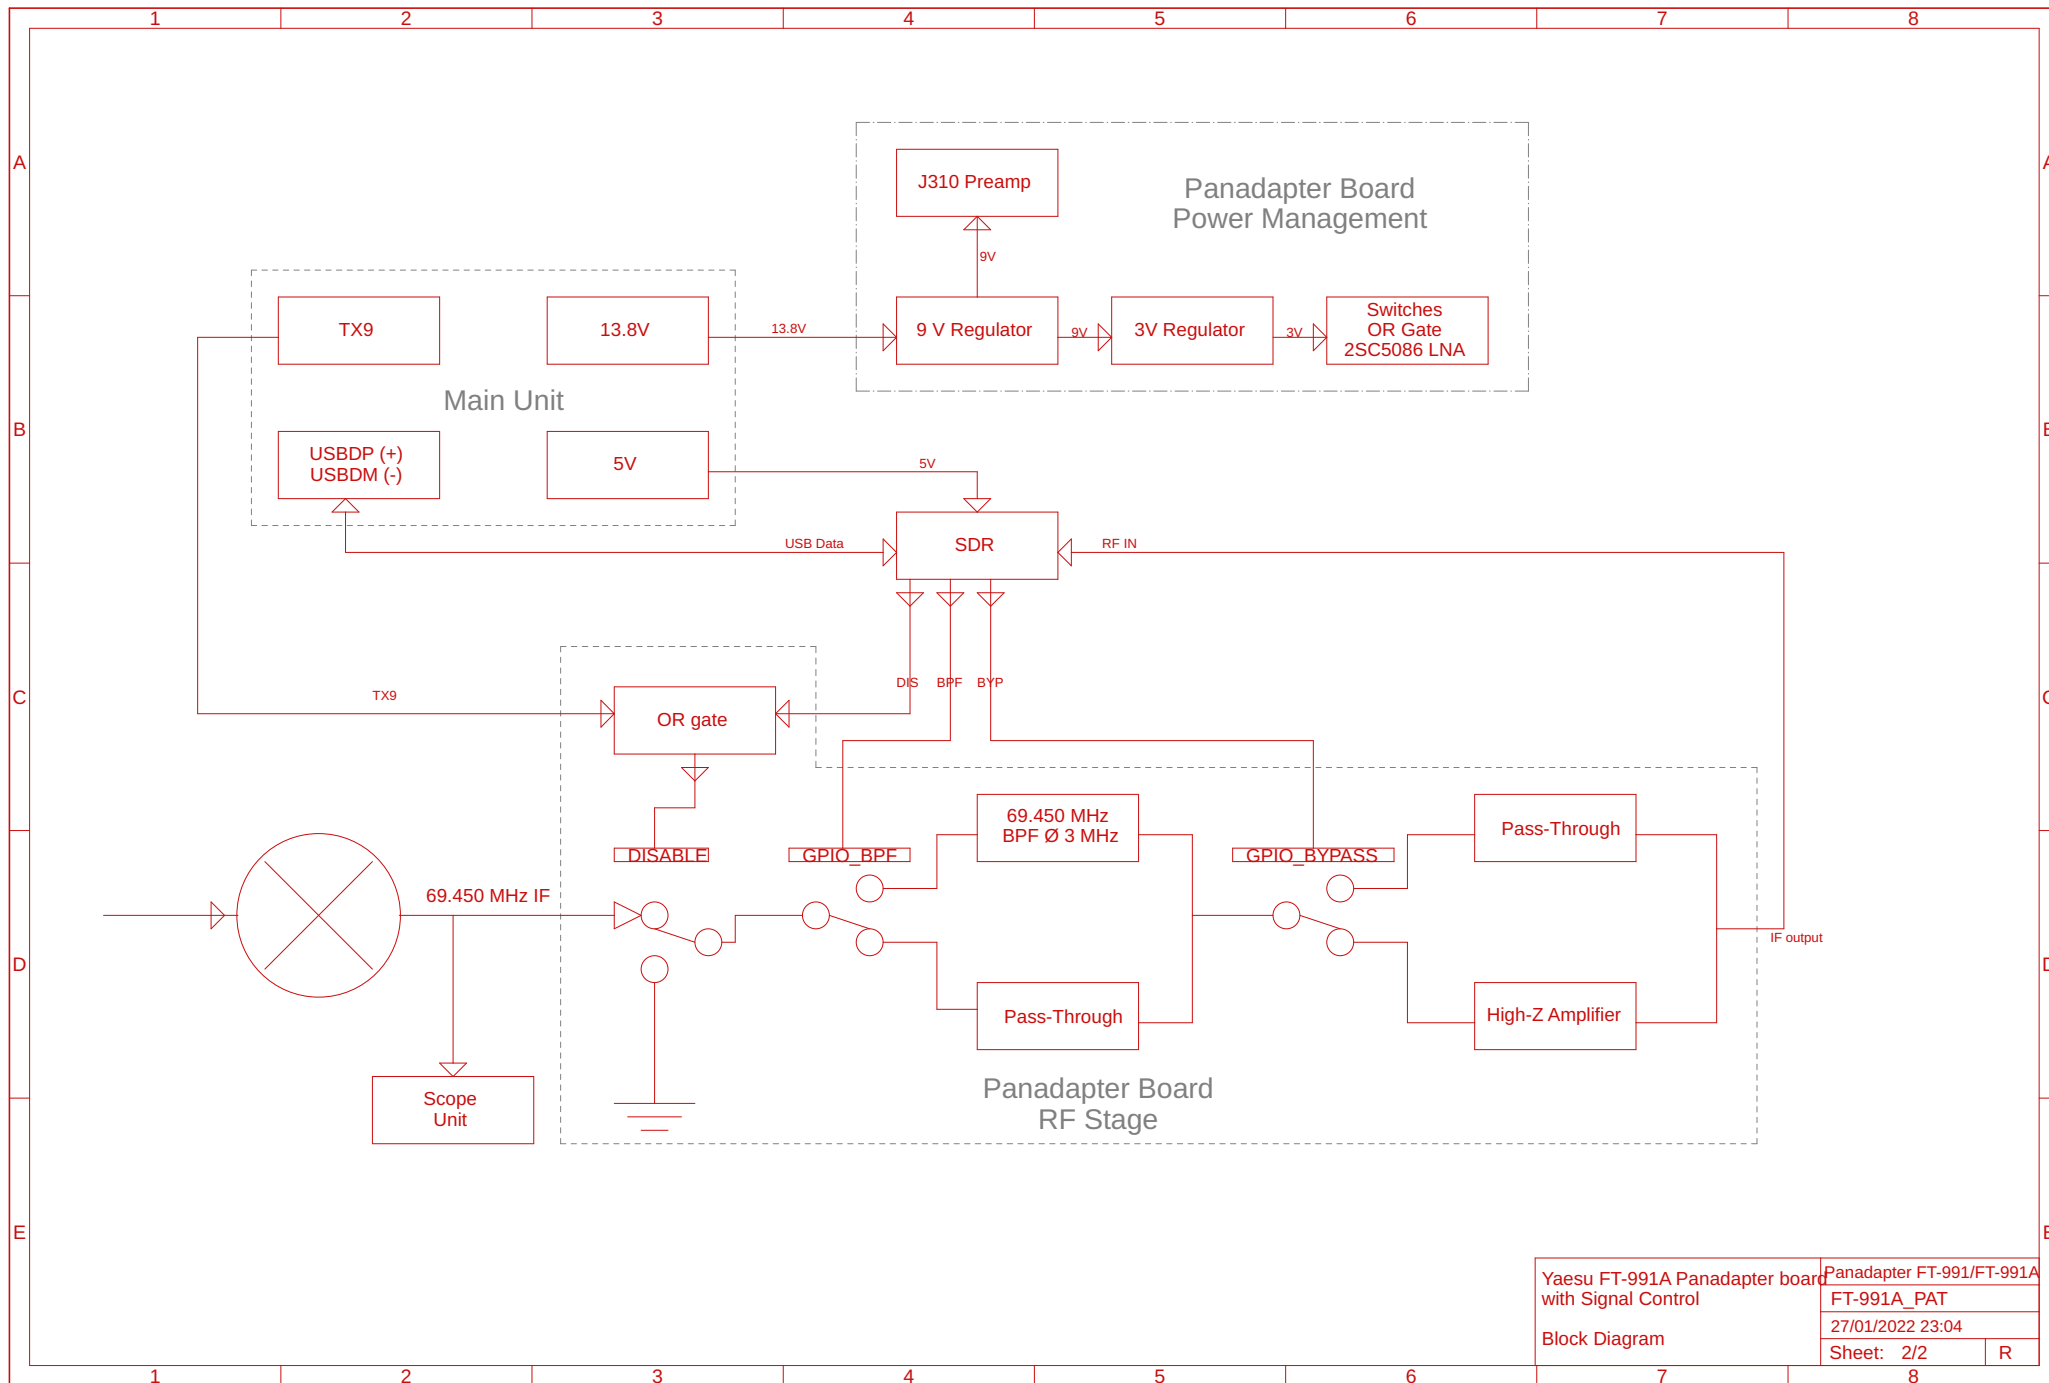 1 2 3 4 5 6 7 8
A
A
J310 Preamp
Panadapter Board
Power Management
9V
TX9
13.8V
13.8V
9 V Regulator
9V
3V Regulator
3V
Switches
OR Gate
2SC5086 LNA
Main Unit
B
USBDP (+)
USBDM (-)
5V
5V
USB Data
SDR
RF IN
DIS
BPF
BYP
C
TX9
OR gate
69.450 MHz
BPF Ø 3 MHz
Pass-Through
DISABLE
GPIO_BPF
GPIO_BYPASS
69.450 MHz IF
IF output
D
Pass-Through
High-Z Amplifier
Scope
Unit
Panadapter Board
RF Stage
E
Yaesu FT-991A Panadapter board
with Signal Control
Block Diagram
Panadapter FT-991/FT-991A
FT-991A_PAT
27/01/2022 23:04
Sheet: 2/2
R
1 2 3 4 5 6 7 8